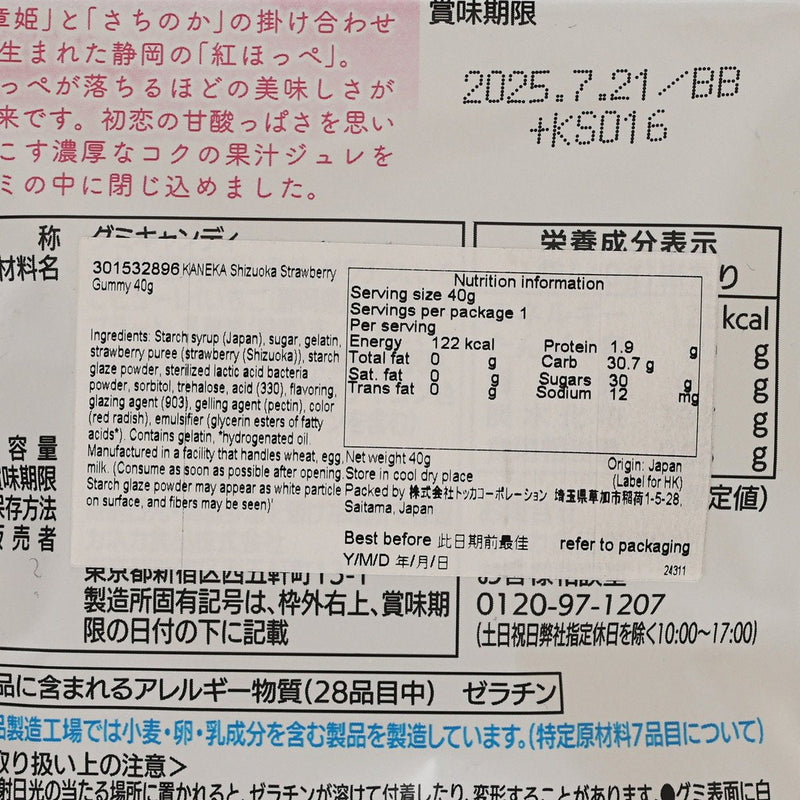 章姫」と「さちのか」の掛け合わせ
生まれた静岡の「紅ほっぺ」。
っぺが落ちるほどの美味しさが
来です。初恋の甘酸っぱさを思い
こす濃厚なコクの果汁ジュレを
ミの中に閉じ込めました。
賞味期限
2025.7.21/BB
+KS016
称 グミキャンディ
材料名
容量
味期限
保存方法
販売者
栄養成分表示
り
kcal
g
g
g
g
g
定値)
301532896 KANEKA Shizuoka Strawberry
Gummy 40g
Ingredients: Starch syrup (Japan), sugar, gelatin,
strawberry puree (strawberry (Shizuoka)), starch
glaze powder, sterilized lactic acid bacteria
powder, sorbitol, trehalose, acid (330), flavoring,
glazing agent (903), gelling agent (pectin), color
(red radish), emulsifier (glycerin esters of fatty
acids*). Contains gelatin, *hydrogenated oil.
Manufactured in a facility that handles wheat, egg,
milk. (Consume as soon as possible after opening.
Starch glaze powder may appear as white particle
on surface, and fibers may be seen)'
Nutrition information
Serving size 40g
Servings per package 1
Per serving
Energy 122 kcal Protein 1.9 g
Total fat 0 g Carb 30.7 g
Sat. fat 0 g Sugars 30 g
Trans fat 0 g Sodium 12 mg
Net weight 40g Origin: Japan
Store in cool dry place (Label for HK)
Packed by 株式会社トッカコーポレーション 埼玉県草加市稲荷1-5-28,
Saitama, Japan
Best before 此日期前最佳 refer to packaging
Y/M/D 年/月/日
24311
東京都新宿区西五軒町13-1
製造所固有記号は、枠外右上、賞味期
限の日付の下に記載
お客様相談室
0120-97-1207
(土日祝日弊社指定休日を除く10:00~17:00)
品に含まれるアレルギー物質(28品目中) ゼラチン
品製造工場では小麦・卵・乳成分を含む製品を製造しています。(特定原材料7品目について)
取り扱い上の注意>
射日光の当たる場所に置かれると、ゼラチンが溶けて付着したり、変形することがあります。●グミ表面に白